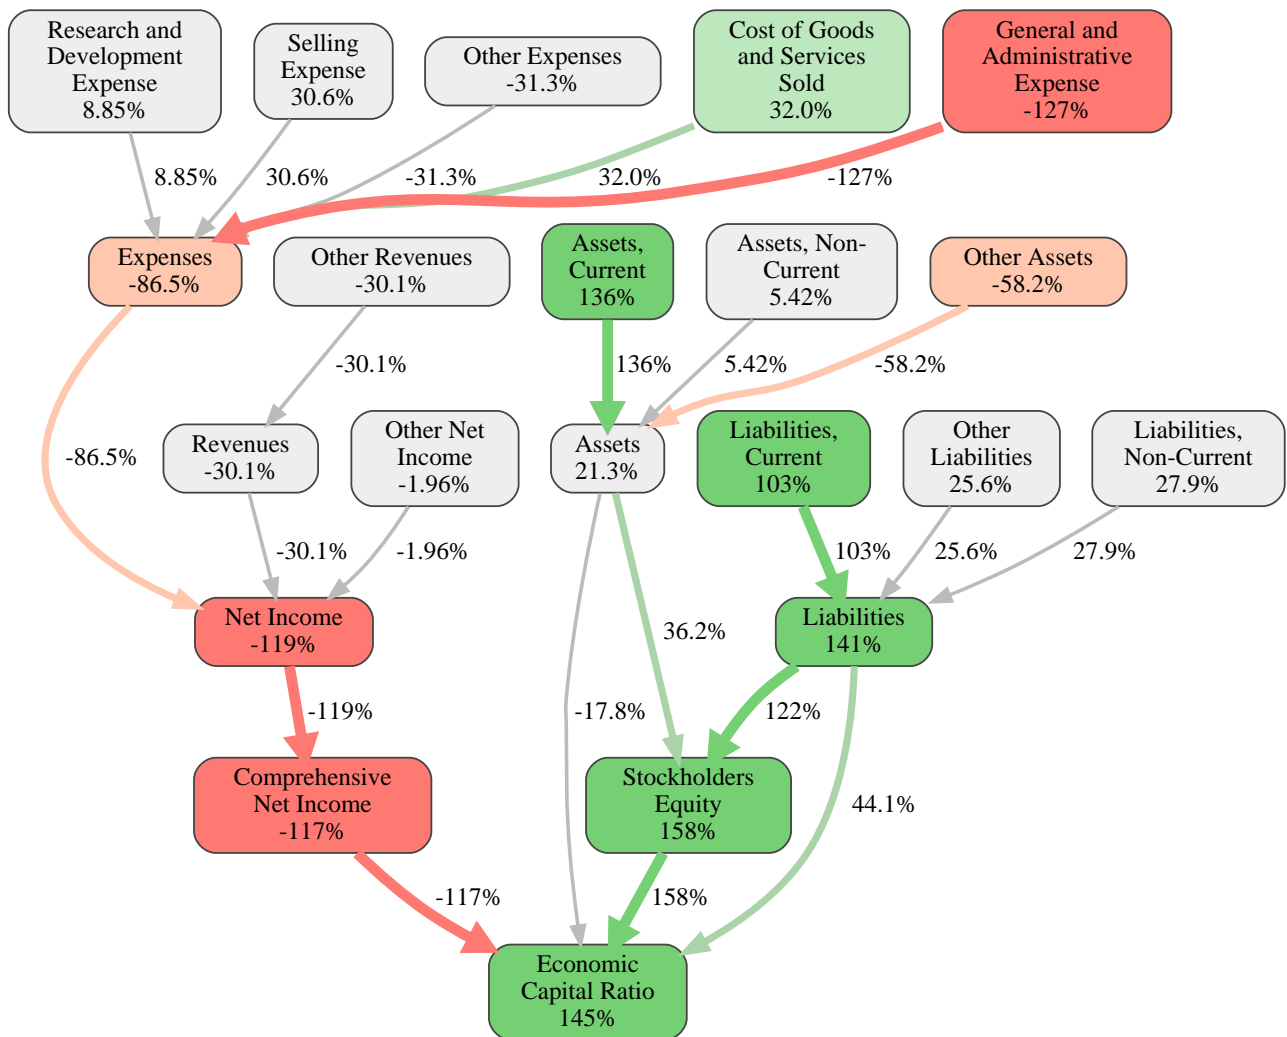 Research and
Development
Expense
8.85%
Selling
Expense
30.6%
Other Expenses
-31.3%
Cost of Goods
and Services
Sold
32.0%
General and
Administrative
Expense
-127%
8.85%
30.6%
-31.3%
32.0%
-127%
Expenses
-86.5%
Other Revenues
-30.1%
Assets,
Current
136%
Assets, Non-
Current
5.42%
Other Assets
-58.2%
-30.1%
136%
5.42%
-58.2%
-86.5%
Revenues
-30.1%
Other Net
Income
-1.96%
Assets
21.3%
Liabilities,
Current
103%
Other
Liabilities
25.6%
Liabilities,
Non-Current
27.9%
-30.1%
-1.96%
103%
25.6%
27.9%
Net Income
-119%
36.2%
Liabilities
141%
-119%
-17.8%
122%
Comprehensive
Net Income
-117%
Stockholders
Equity
158%
44.1%
-117%
158%
Economic
Capital Ratio
145%